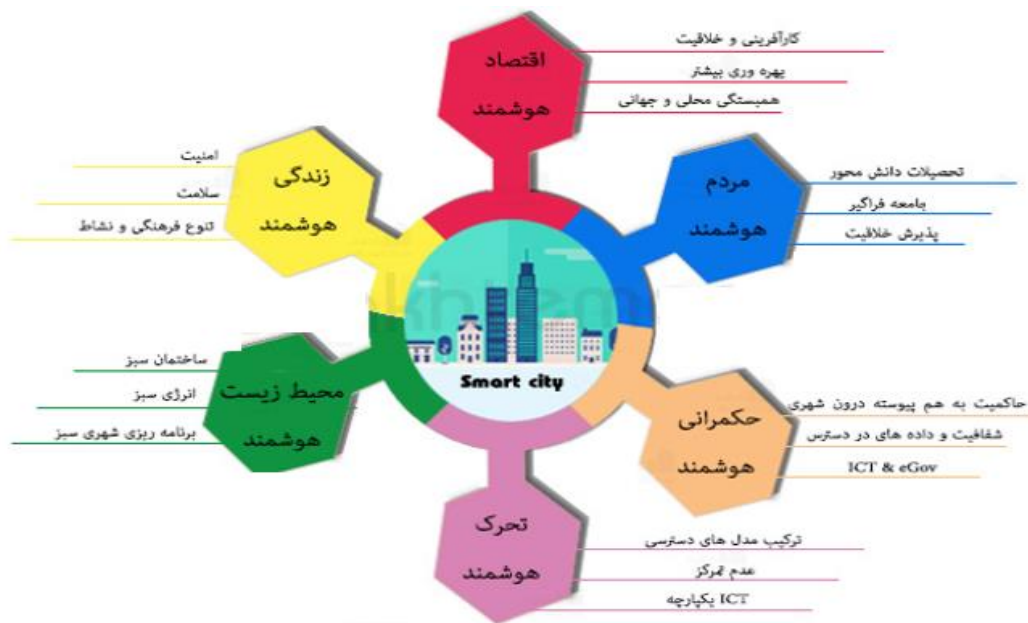 اقتصاد
هوشمند
کارآفرینی و خلاقیت
بهره وری بیشتر
همبستگی محلی و جهانی
مردم
هوشمند
تحصیلات دانش محور
جامعه فراگیر
پذیرش خلاقیت
حکمرانی
هوشمند
حاکمیت به هم پیوسته درون شهری
شفافیت و داده های در دسترس
ICT & eGov
تحرک
هوشمند
ترکیب مدل های دسترسی
عدم تمرکز
ICT یکپارچه
محیط زیست
هوشمند
ساختمان سبز
انرژی سبز
برنامه ریزی شهری سبز
زندگی
هوشمند
امنیت
سلامت
تنوع فرهنگی و نشاط
Smart city